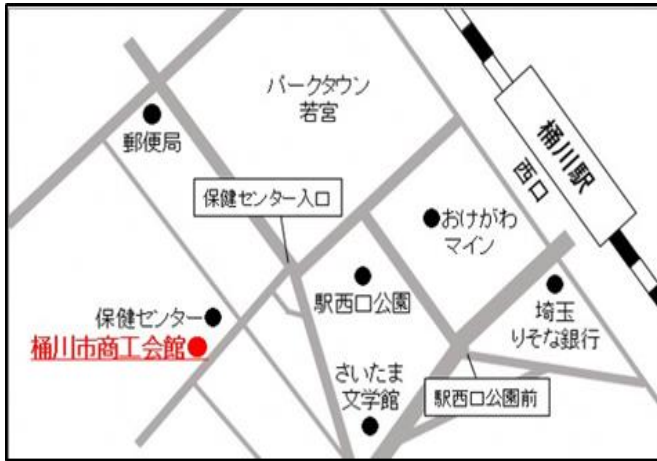 パークタウン
若宮
郵便局
桶川駅
西口
保健センター入口
おけがわ
マイン
駅西口公園
埼玉
りそな銀行
保健センター
桶川市商工会館
さいたま
文学館
駅西口公園前